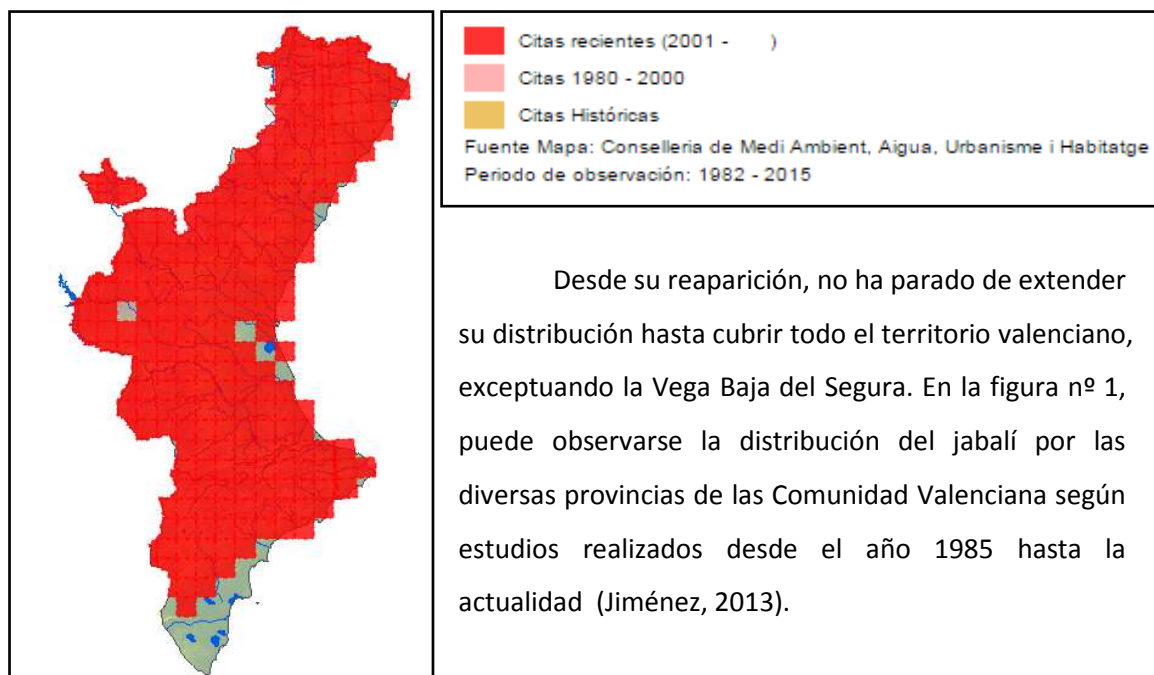 Citas recientes (2001 - )
Citas 1980 - 2000
Citas Históricas
Fuente Mapa: Conselleria de Medi Ambient, Aigua, Urbanisme i Habitatge
Periodo de observación: 1982 - 2015
Desde su reaparición, no ha parado de extender
su distribución hasta cubrir todo el territorio valenciano,
exceptuando la Vega Baja del Segura. En la figura nº 1,
puede observarse la distribución del jabalí por las
diversas provincias de las Comunidad Valenciana según
estudios realizados desde el año 1985 hasta la
actualidad (Jiménez, 2013).